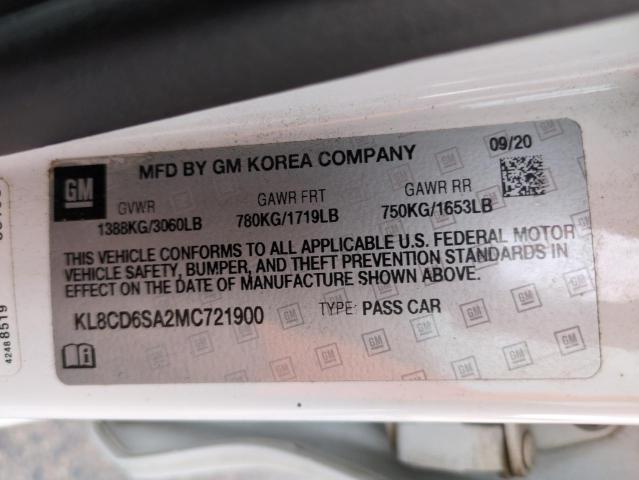 GM
MFD BY GM KOREA COMPANY
09/20
GVWR
GAWR FRT
GAWR RR
1388KG/3060LB
780KG/1719LB
750KG/1653LB
THIS VEHICLE CONFORMS TO ALL APPLICABLE U.S. FEDERAL MOTOR
VEHICLE SAFETY, BUMPER, AND THEFT PREVENTION STANDARDS IN
EFFECT ON THE DATE OF MANUFACTURE SHOWN ABOVE.
KL8CD6SA2MC721900
TYPE: PASS CAR
42488519